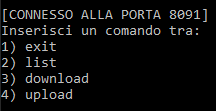 [CONNESSO ALLA PORTA 8091]
Inserisci un comando tra:
1) exit
2) list
3) download
4) upload